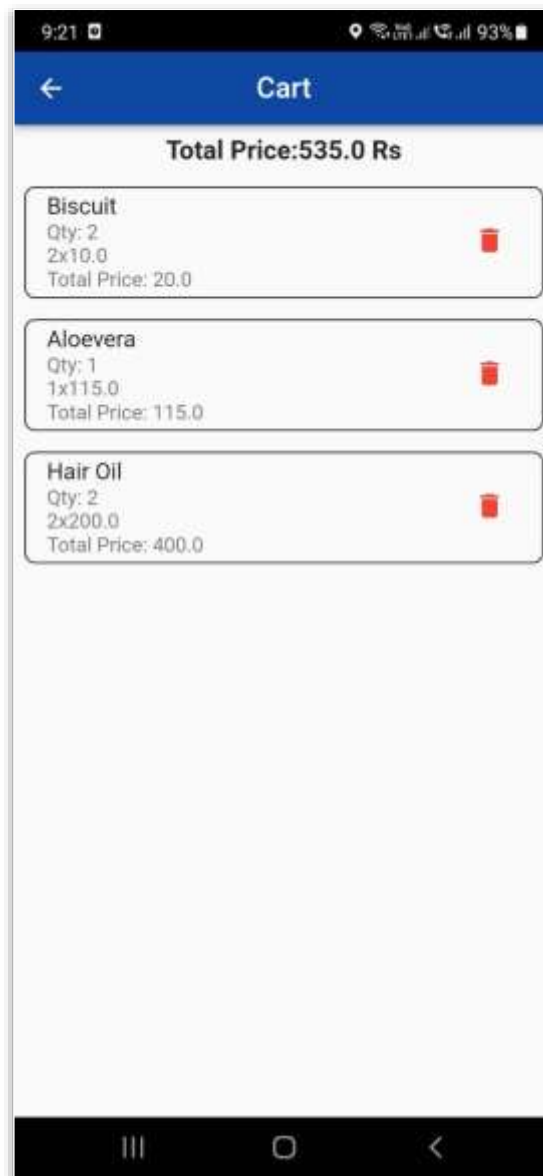 9:21
93%
Cart
Total Price:535.0 Rs
Biscuit
Qty: 2
2x10.0
Total Price: 20.0
Aloevera
Qty: 1
1x115.0
Total Price: 115.0
Hair Oil
Qty: 2
2x200.0
Total Price: 400.0